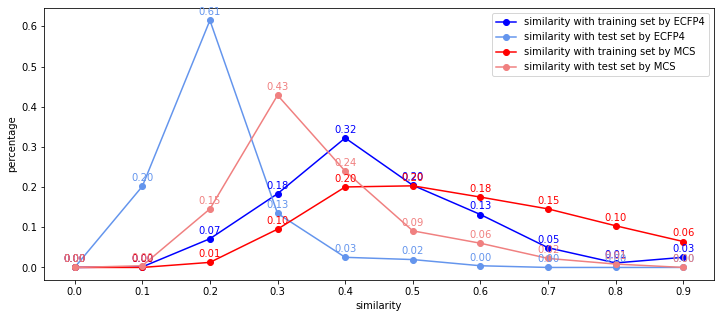 0.61
similarity with training set by ECFP4
similarity with test set by ECFP4
similarity with training set by MCS
similarity with test set by MCS
0.6
0.5
0.43
0.4
0.32
0.3
0.24
0.20 0.18 0.20 0.20 0.20 0.18
0.2
0.15 0.13 0.13 0.15
0.10 0.09 0.10
0.1
0.07 0.06 0.05 0.06
0.01 0.03 0.02 0.00 0.01 0.03
0.00 0.00
0.0
0.0 0.1 0.2 0.3 0.4 0.5 0.6 0.7 0.8 0.9
percentage
similarity